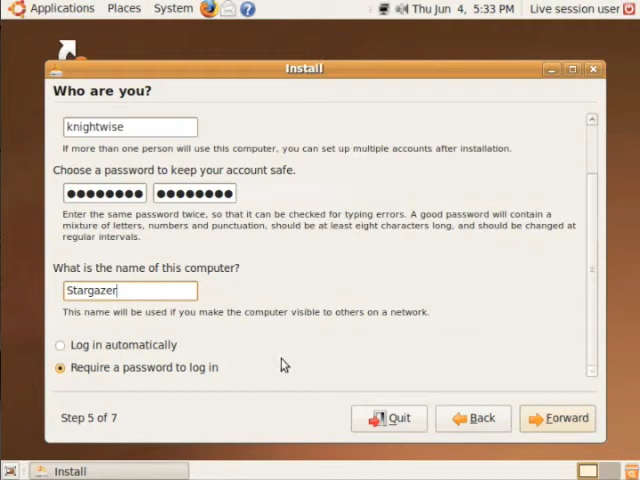 Applications Places System Thu Jun 4, 5:33 PM Live session user
Install
Who are you?
knightwise
If more than one person will use this computer, you can set up multiple accounts after installation.
Choose a password to keep your account safe.
●●●●●●●● ●●●●●●●●
Enter the same password twice, so that it can be checked for typing errors. A good password will contain a
mixture of letters, numbers and punctuation, should be at least eight characters long, and should be changed at
regular intervals.
What is the name of this computer?
Stargazer
This name will be used if you make the computer visible to others on a network.
Log in automatically
Require a password to log in
Step 5 of 7 Quit Back Forward
Install